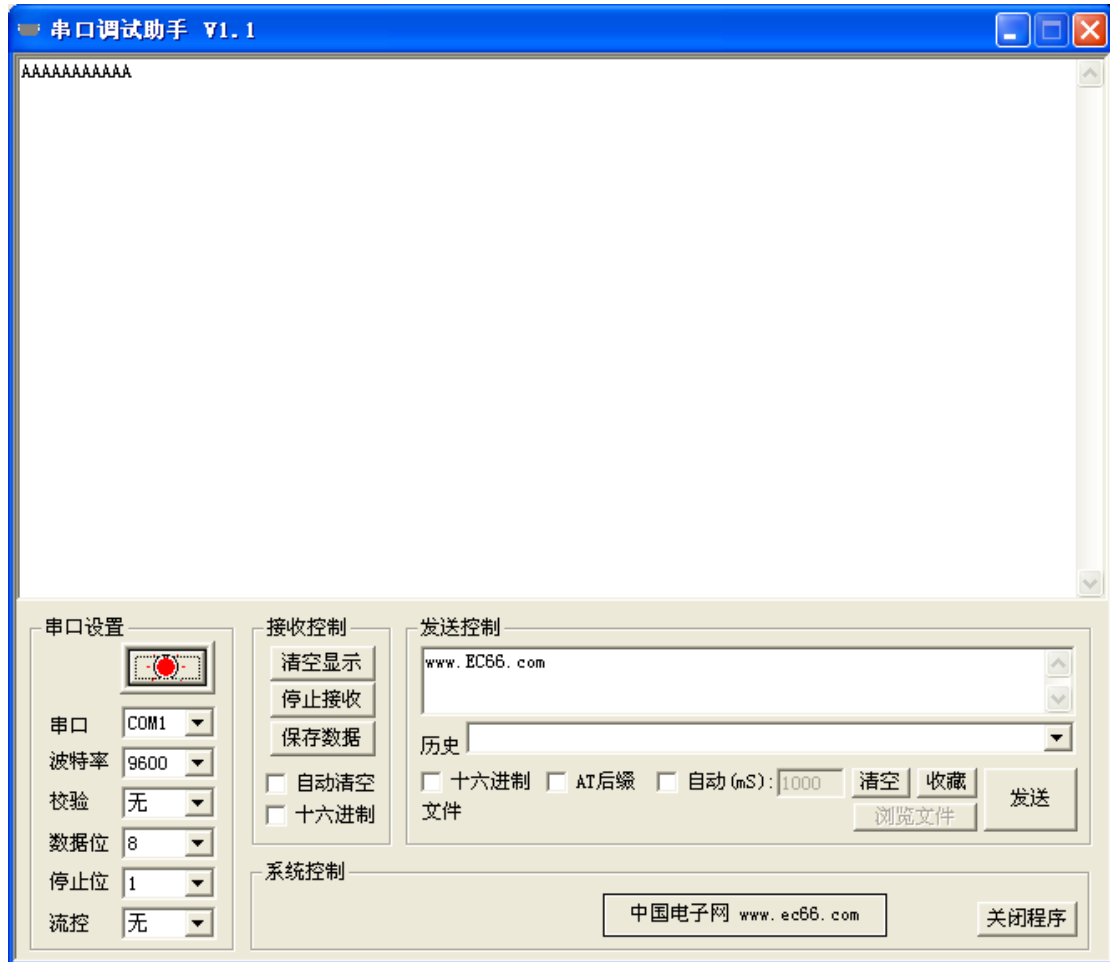 串口调试助手 V1.1
AAAAAAAAAAA
串口设置
串口 COM1
波特率 9600
校验 无
数据位 8
停止位 1
流控 无
接收控制
清空显示
停止接收
保存数据
自动清空
十六进制
发送控制
www.EC66.com
历史
十六进制 AT后缀 自动(mS): 1000 清空 收藏
文件 浏览文件
发送
系统控制
中国电子网 www.ec66.com
关闭程序